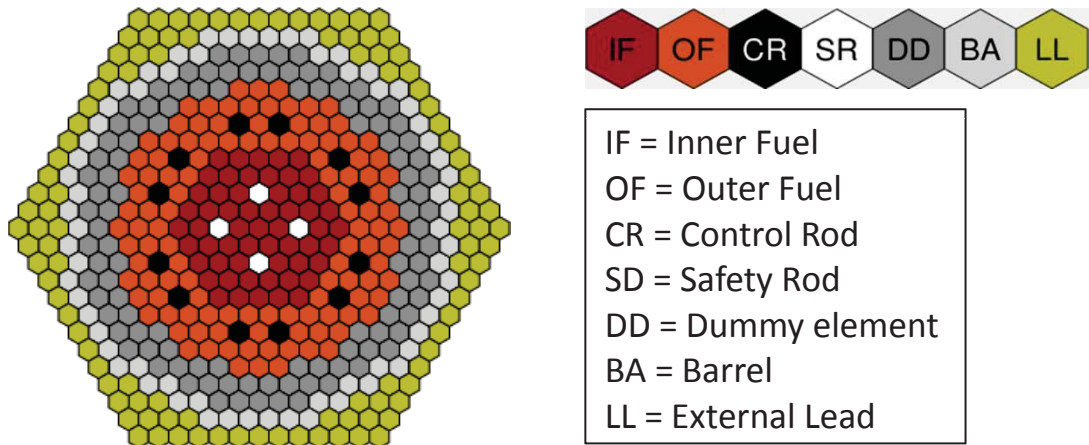 IF OF CR SR DD BA LL
IF = Inner Fuel
OF = Outer Fuel
CR = Control Rod
SD = Safety Rod
DD = Dummy element
BA = Barrel
LL = External Lead